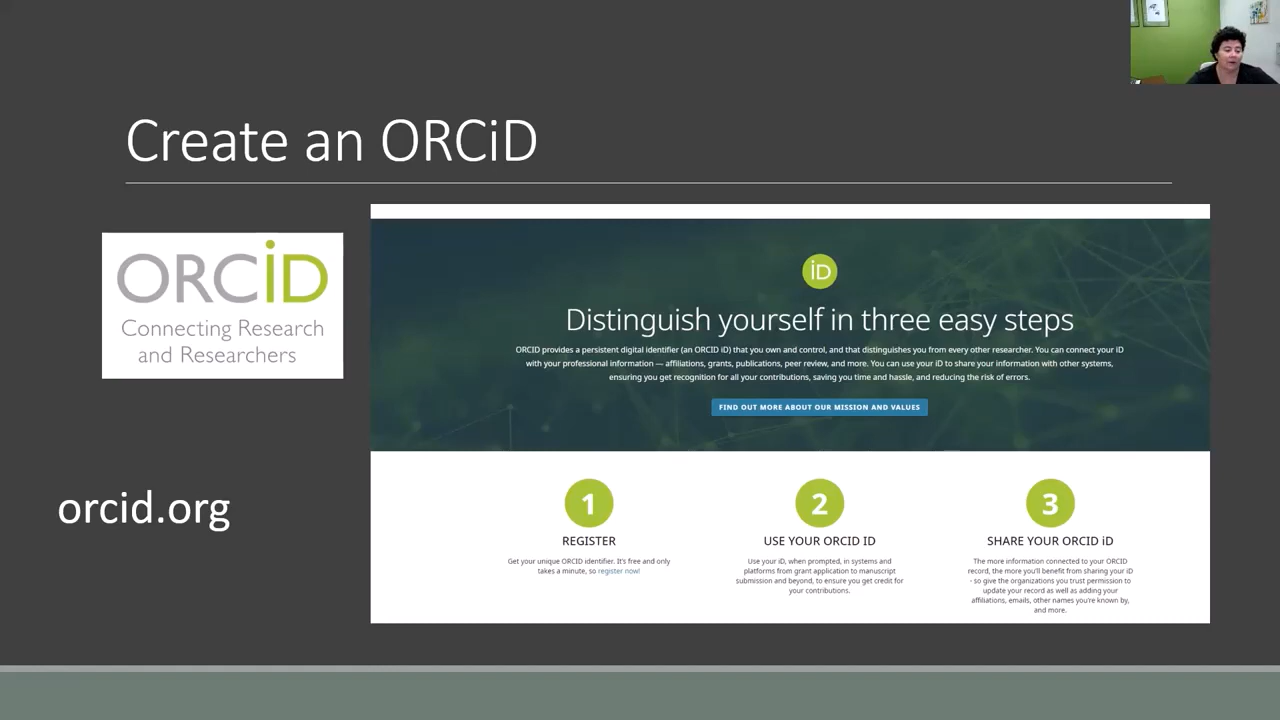 Create an ORCiD
ORCiD
Connecting Research
and Researchers
orcid.org
iD
Distinguish yourself in three easy steps
ORCID provides a persistent digital identifier (an ORCID iD) that you own and control, and that distinguishes you from every other researcher. You can connect your iD
with your professional information — affiliations, grants, publications, peer review, and more. You can use your iD to share your information with other systems,
ensuring you get recognition for all your contributions, saving you time and hassle, and reducing the risk of errors.
FIND OUT MORE ABOUT OUR MISSION AND VALUES
1
REGISTER
Get your unique ORCID identifier. It's free and only
takes a minute, so register now!
2
USE YOUR ORCID ID
Use your iD, when prompted, in systems and
platforms from grant application to manuscript
submission and beyond, to ensure you get credit for
your contributions.
3
SHARE YOUR ORCID iD
The more information connected to your ORCID
record, the more you'll benefit from sharing your iD
- so give the organizations you trust permission to
update your record as well as adding your
affiliations, emails, other names you're known by,
and more.